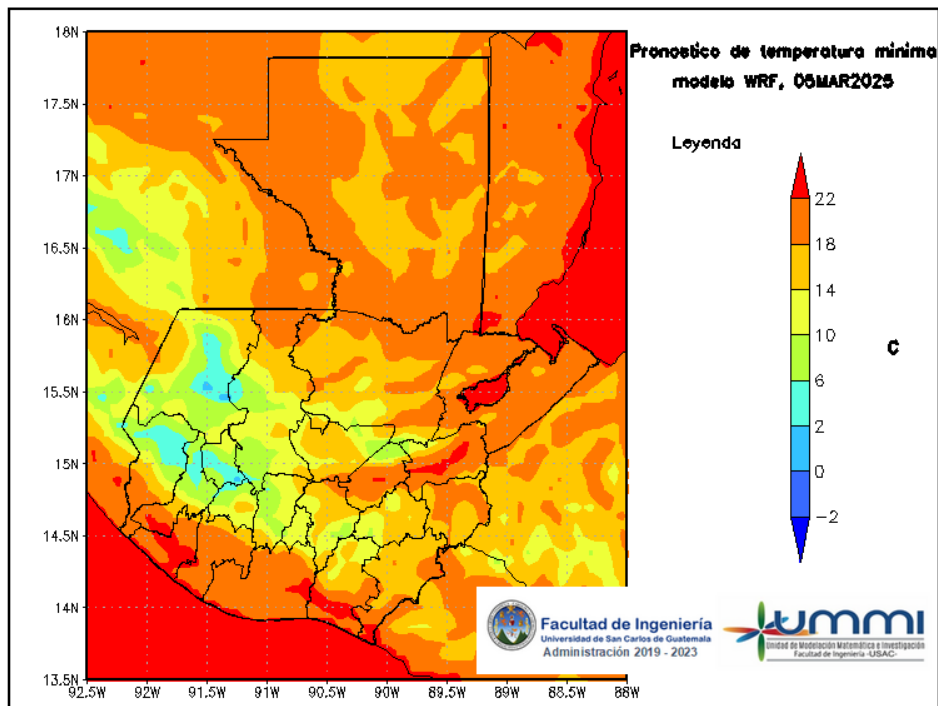 Pronostico de temperatura minima
modelo WRF, 05MAR2025
Leyenda
22
18
14
10
6
2
0
-2
C
18N
17.5N
17N
16.5N
16N
15.5N
15N
14.5N
14N
13.5N
92.5W
92W
91.5W
91W
90.5W
90W
89.5W
89W
88.5W
88W
Facultad de Ingeniería
Universidad de San Carlos de Guatemala
Administración 2019 - 2023
UMMI
Unidad de Modelación Matemática e Investigación
Facultad de Ingeniería -USAC-